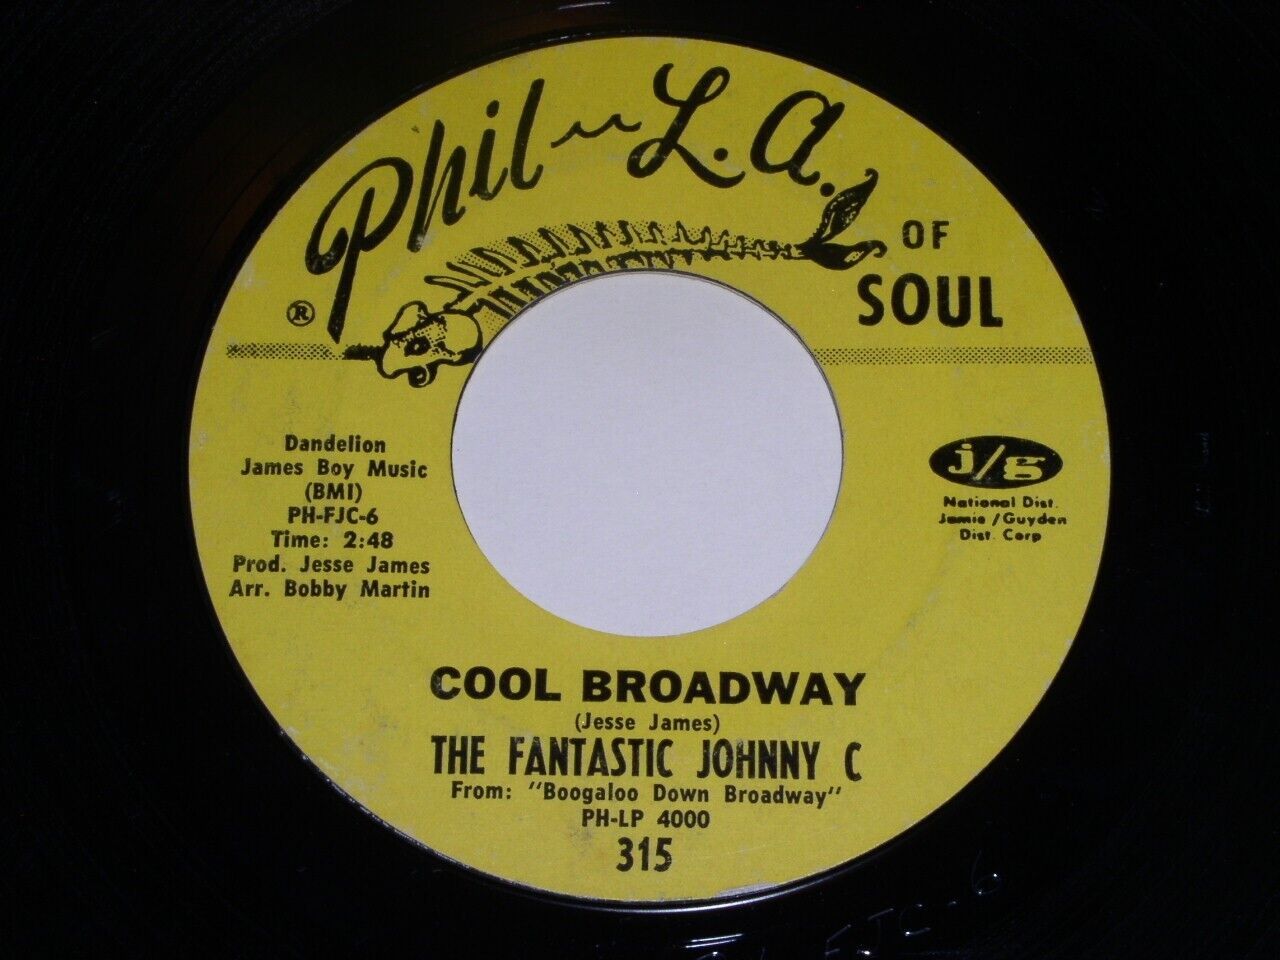 Phil-L.A.
OF
SOUL
®
Dandelion
James Boy Music
(BMI)
PH-FJC-6
Time: 2:48
Prod. Jesse James
Arr. Bobby Martin
j/g
National Dist.
Jamie/Guyden
Dist. Corp
COOL BROADWAY
(Jesse James)
THE FANTASTIC JOHNNY C
From: "Boogaloo Down Broadway"
PH-LP 4000
315
FJC-6